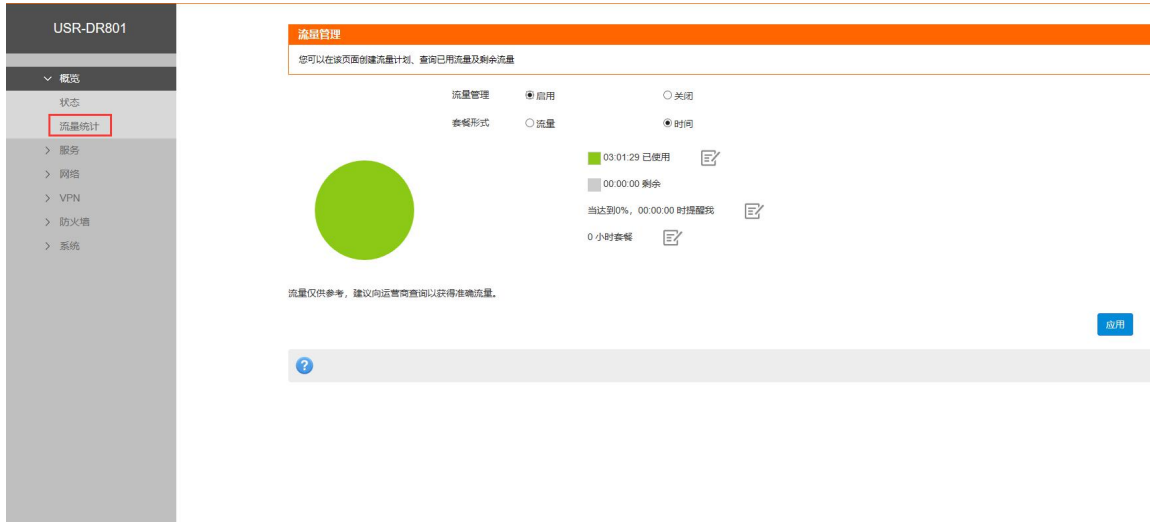 USR-DR801
概览
状态
流量统计
服务
网络
VPN
防火墙
系统
流量管理
您可以在该页面创建流量计划、查询已用流量及剩余流量
流量管理 启用 关闭
套餐形式 流量 时间
03:01:29 已使用
00:00:00 剩余
当达到0%，00:00:00 时提醒我
0 小时套餐
流量仅供参考，建议向运营商查询以获得准确流量。
应用
?